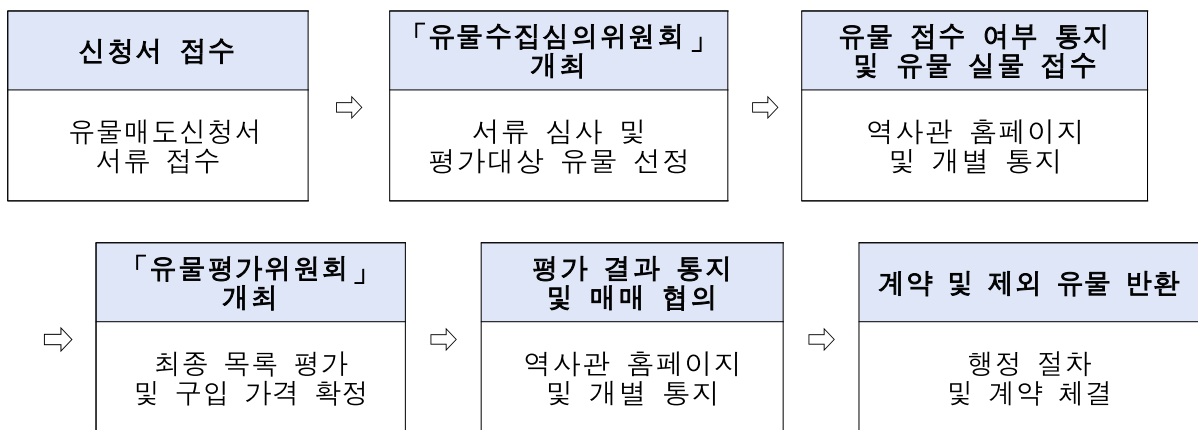 신청서 접수
유물매도신청서
서류 접수
⇨
「유물수집심의위원회」
개최
서류 심사 및
평가대상 유물 선정
⇨
유물 접수 여부 통지
및 유물 실물 접수
역사관 홈페이지
및 개별 통지
⇨
「유물평가위원회」
개최
최종 목록 평가
및 구입 가격 확정
⇨
평가 결과 통지
및 매매 협의
역사관 홈페이지
및 개별 통지
⇨
계약 및 제외 유물 반환
행정 절차
및 계약 체결